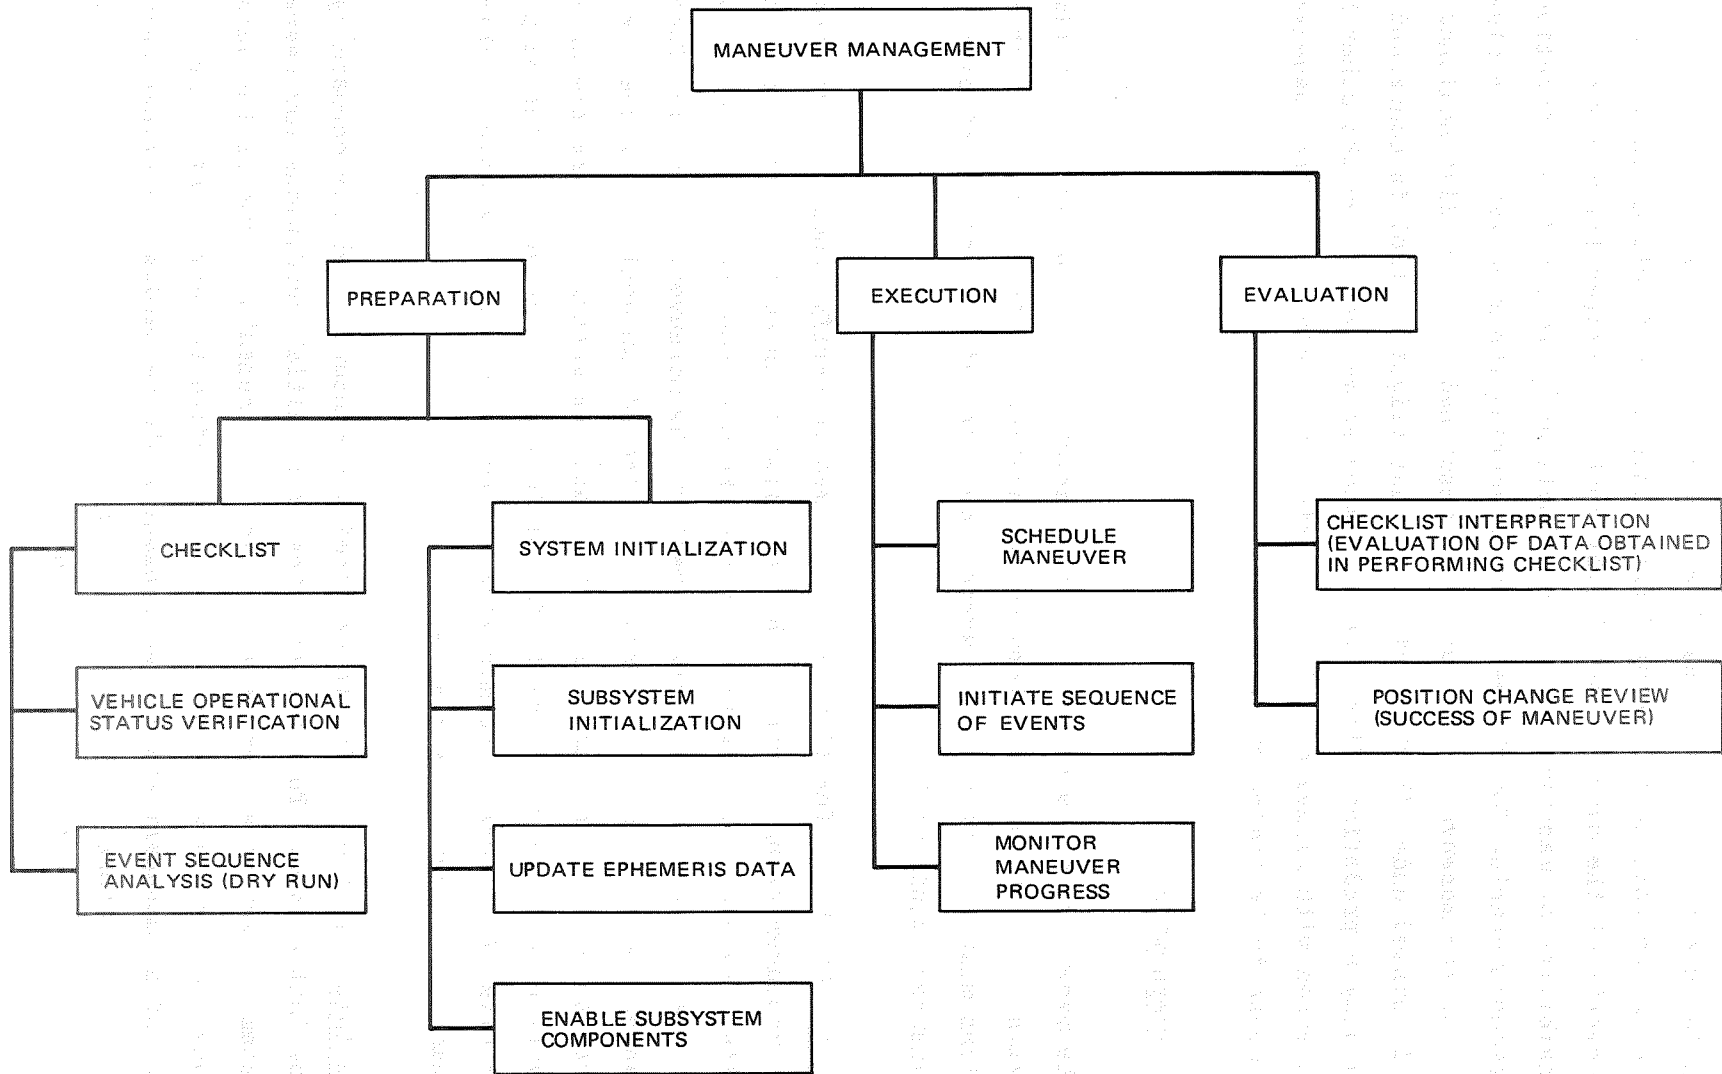 MANEUVER MANAGEMENT
PREPARATION
EXECUTION
EVALUATION
CHECKLIST
VEHICLE OPERATIONAL
STATUS VERIFICATION
EVENT SEQUENCE
ANALYSIS (DRY RUN)
SYSTEM INITIALIZATION
SUBSYSTEM
INITIALIZATION
UPDATE EPHEMERIS DATA
ENABLE SUBSYSTEM
COMPONENTS
SCHEDULE
MANEUVER
INITIATE SEQUENCE
OF EVENTS
MONITOR
MANEUVER
PROGRESS
CHECKLIST INTERPRETATION
(EVALUATION OF DATA OBTAINED
IN PERFORMING CHECKLIST)
POSITION CHANGE REVIEW
(SUCCESS OF MANEUVER)